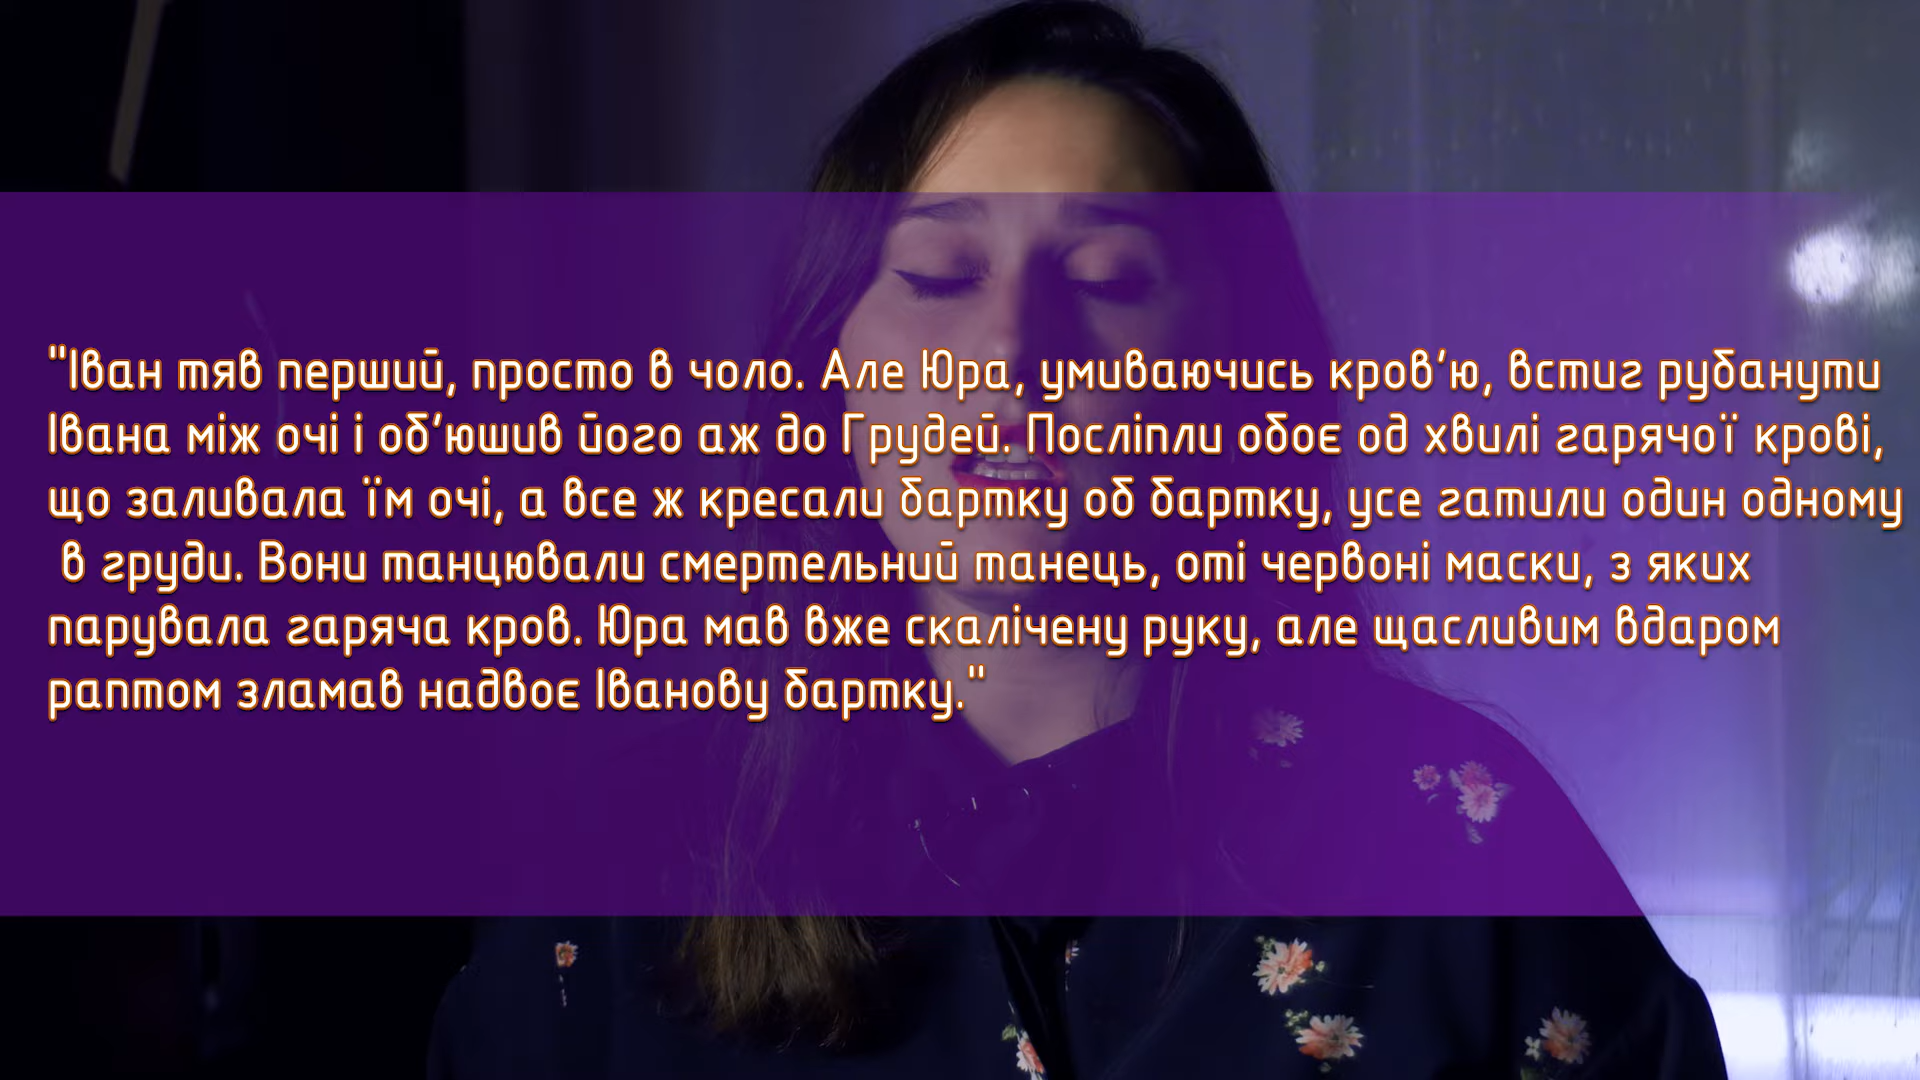 "Іван тяв перший, просто в чоло. Але Юра, умиваючись кров’ю, встиг рубанути
Івана між очі і об’юшив його аж до Грудей. Посліпли обоє од хвилі гарячої крові,
що заливала їм очі, а все ж кресали бартку об бартку, усе гатили один одному
в груди. Вони танцювали смертельний танець, оті червоні маски, з яких
парувала гаряча кров. Юра мав вже скалічену руку, але щасливим вдаром
раптом зламав надвоє Іванову бартку."